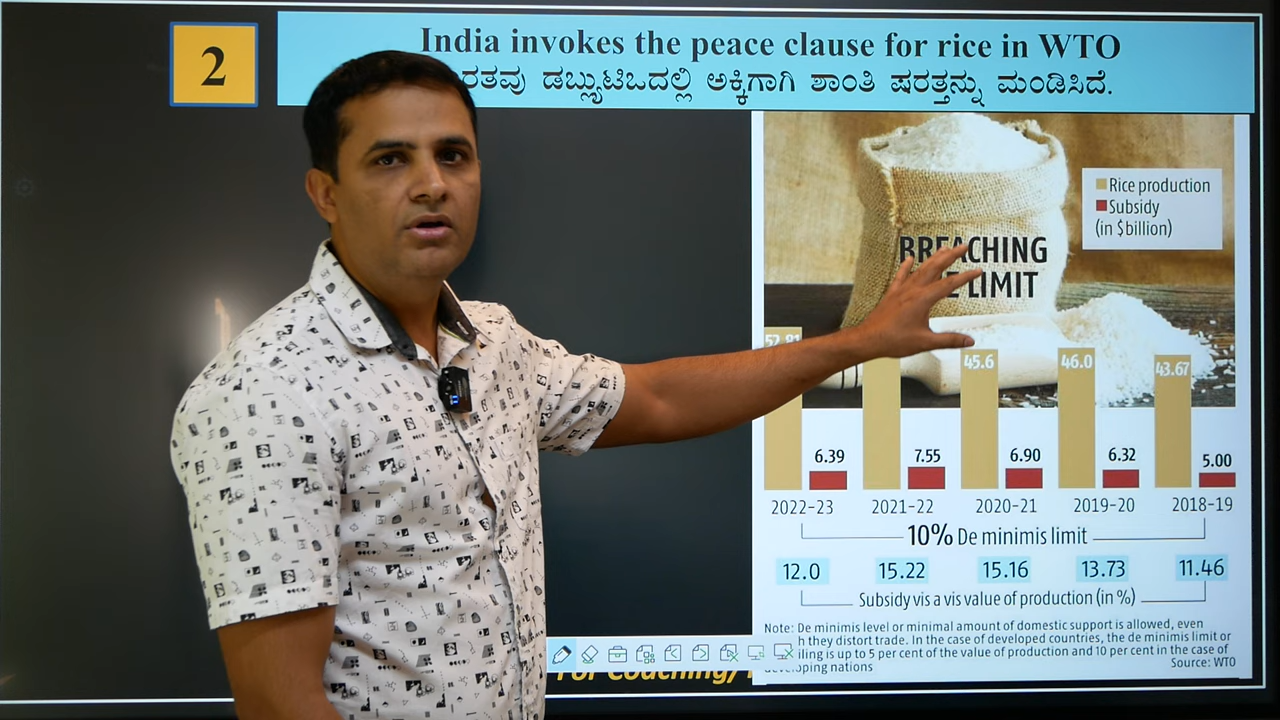 2
India invokes the peace clause for rice in WTO
ಡಬ್ಲ್ಯುಟಿಒದಲ್ಲಿ ಅಕ್ಕಿಗಾಗಿ ಶಾಂತಿ ಷರತ್ತನ್ನು ಮಂಡಿಸಿದೆ.
Rice production
Subsidy
(in $billion)
BREACHING
LIMIT
52.81 45.6 46.0 43.67
6.39 7.55 6.90 6.32 5.00
2022-23 2021-22 2020-21 2019-20 2018-19
10% De minimis limit
12.0 15.22 15.16 13.73 11.46
Subsidy vis a vis value of production (in %)
Note: De minimis level or minimal amount of domestic support is allowed, even
they distort trade. In the case of developed countries, the de minimis limit or
is up to 5 per cent of the value of production and 10 per cent in the case of
nations
Source: WTO
For Coaching/